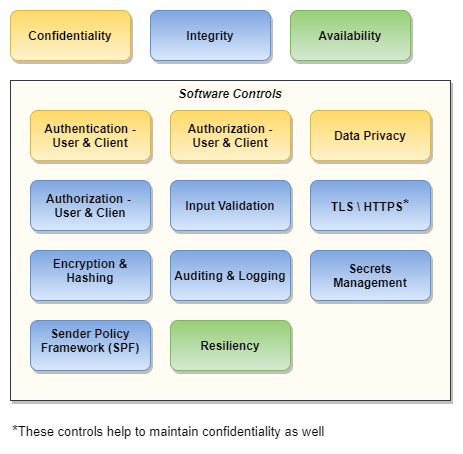 Confidentiality
Integrity
Availability
Software Controls
Authentication -
User & Client
Authorization -
User & Client
Data Privacy
Authorization -
User & Clien
Input Validation
TLS \ HTTPS*
Encryption &
Hashing
Auditing & Logging
Secrets
Management
Sender Policy
Framework (SPF)
Resiliency
*These controls help to maintain confidentiality as well